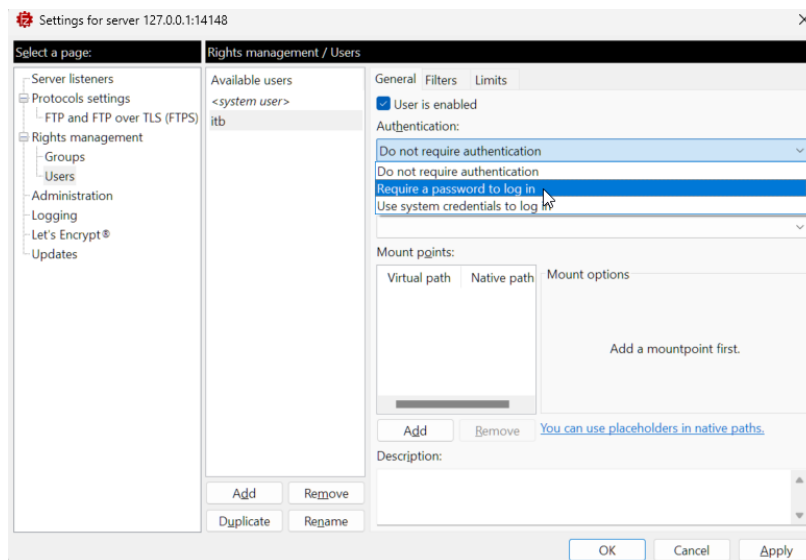 Settings for server 127.0.0.1:14148
Select a page:
Server listeners
Protocols settings
FTP and FTP over TLS (FTPS)
Rights management
Groups
Users
Administration
Logging
Let's Encrypt®
Updates
Rights management / Users
Available users
<system user>
itb
Add
Remove
Duplicate
Rename
General
Filters
Limits
User is enabled
Authentication:
Do not require authentication
Do not require authentication
Require a password to log in
Use system credentials to log in
Mount points:
Virtual path
Native path
Mount options
Add a mountpoint first.
Add
Remove
You can use placeholders in native paths.
Description:
OK
Cancel
Apply